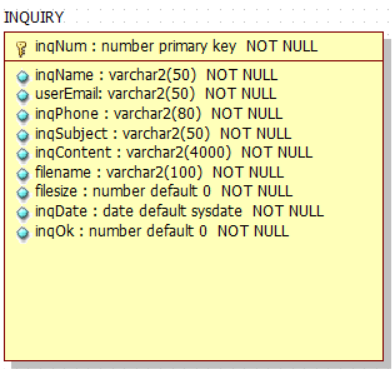 INQUIRY
inqNum : number primary key NOT NULL
inqName : varchar2(50) NOT NULL
userEmail: varchar2(50) NOT NULL
inqPhone : varchar2(80) NOT NULL
inqSubject : varchar2(50) NOT NULL
inqContent : varchar2(4000) NOT NULL
filename : varchar2(100) NOT NULL
filesize : number default 0 NOT NULL
inqDate : date default sysdate NOT NULL
inqOk : number default 0 NOT NULL